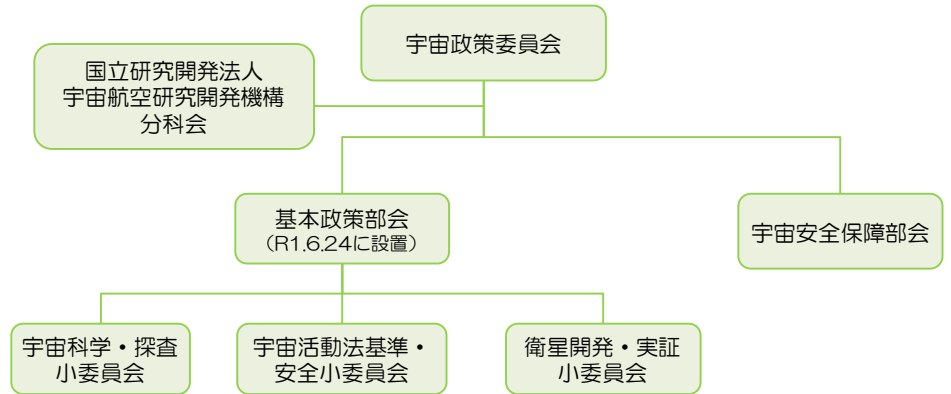 宇宙政策委員会
国立研究開発法人
宇宙航空研究開発機構
分科会
基本政策部会
（R1.6.24に設置）
宇宙安全保障部会
宇宙科学・探査
小委員会
宇宙活動法基準・
安全小委員会
衛星開発・実証
小委員会